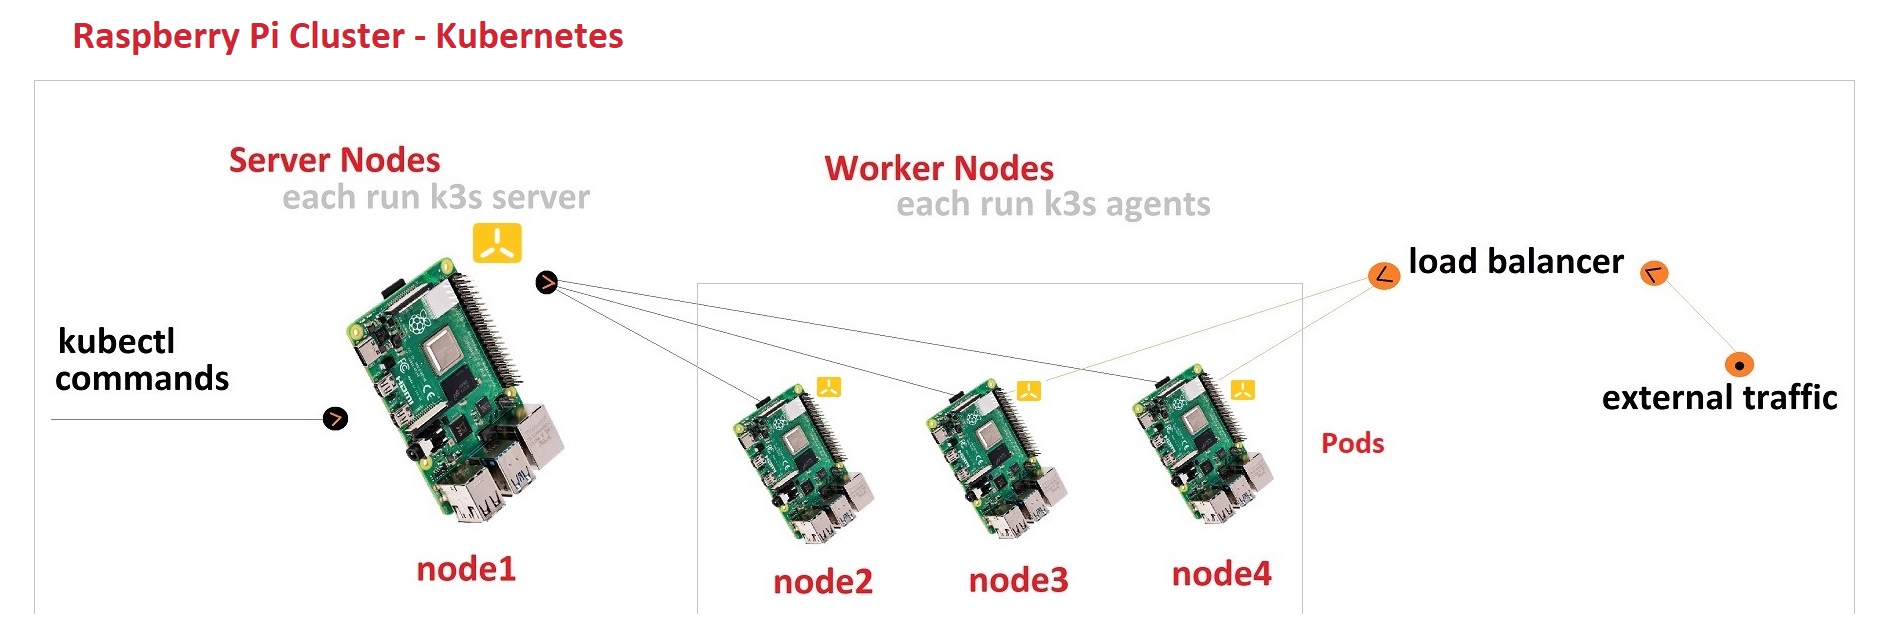 Raspberry Pi Cluster - Kubernetes
Server Nodes
each run k3s server
Worker Nodes
each run k3s agents
load balancer
kubectl
commands
external traffic
Pods
node1
node2
node3
node4